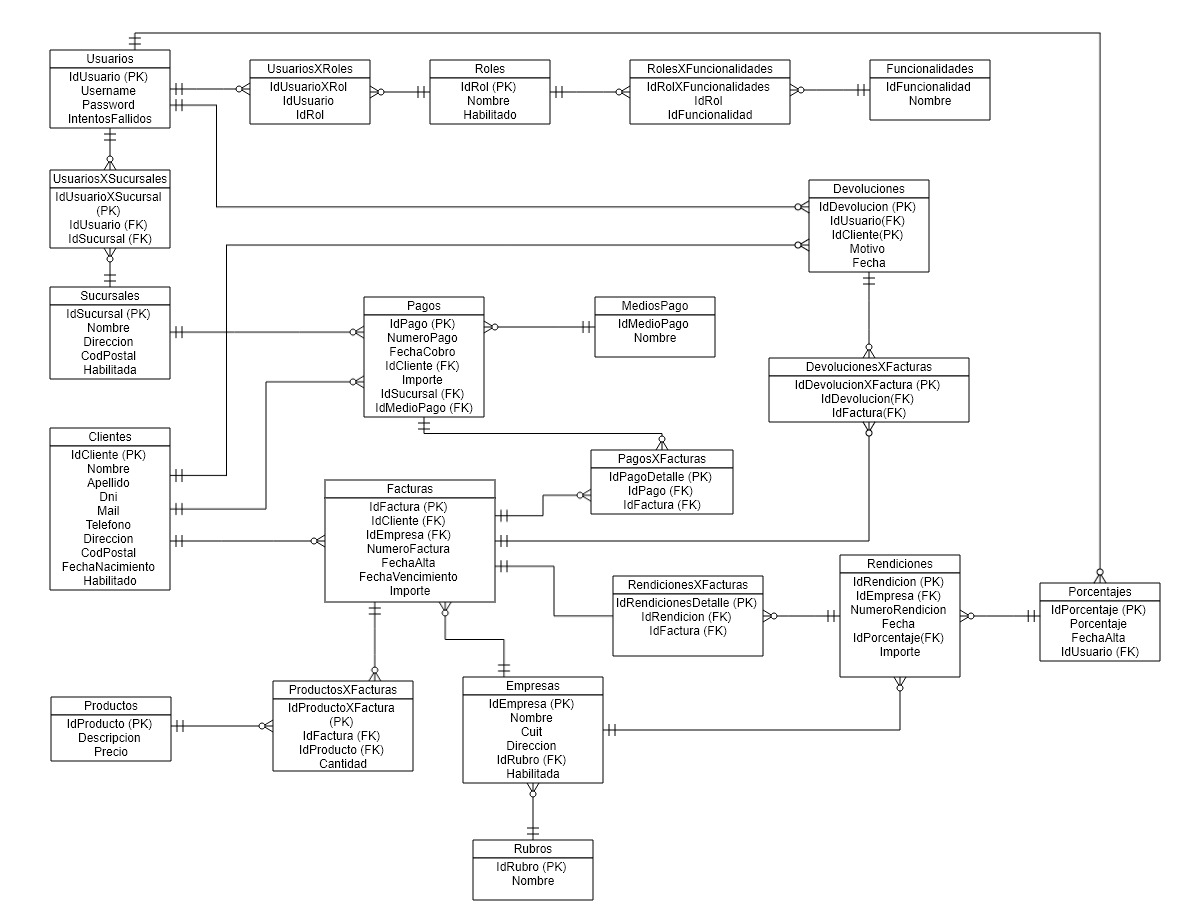 Usuarios
IdUsuario (PK)
Username
Password
IntentosFallidos
UsuariosXRoles
IdUsuarioXRol
IdUsuario
IdRol
Roles
IdRol (PK)
Nombre
Habilitado
RolesXFuncionalidades
IdRolXFuncionalidades
IdRol
IdFuncionalidad
Funcionalidades
IdFuncionalidad
Nombre
UsuariosXSucursales
IdUsuarioXSucursal
(PK)
IdUsuario (FK)
IdSucursal (FK)
Devoluciones
IdDevolucion (PK)
IdUsuario(FK)
IdCliente(PK)
Motivo
Fecha
Sucursales
IdSucursal (PK)
Nombre
Direccion
CodPostal
Habilitada
Pagos
IdPago (PK)
NumeroPago
FechaCobro
IdCliente (FK)
Importe
IdSucursal (FK)
IdMedioPago (FK)
MediosPago
IdMedioPago
Nombre
DevolucionesXFacturas
IdDevolucionXFactura (PK)
IdDevolucion(FK)
IdFactura(FK)
Clientes
IdCliente (PK)
Nombre
Apellido
Dni
Mail
Telefono
Direccion
CodPostal
FechaNacimiento
Habilitado
PagosXFacturas
IdPagoDetalle (PK)
IdPago (FK)
IdFactura (FK)
Facturas
IdFactura (PK)
IdCliente (FK)
IdEmpresa (FK)
NumeroFactura
FechaAlta
FechaVencimiento
Importe
RendicionesXFacturas
IdRendicionesDetalle (PK)
IdRendicion (FK)
IdFactura (FK)
Rendiciones
IdRendicion (PK)
IdEmpresa (FK)
NumeroRendicion
Fecha
IdPorcentaje(FK)
Importe
Porcentajes
IdPorcentaje (PK)
Porcentaje
FechaAlta
IdUsuario (FK)
Productos
IdProducto (PK)
Descripcion
Precio
ProductosXFacturas
IdProductoXFactura
(PK)
IdFactura (FK)
IdProducto (FK)
Cantidad
Empresas
IdEmpresa (PK)
Nombre
Cuit
Direccion
IdRubro (FK)
Habilitada
Rubros
IdRubro (PK)
Nombre